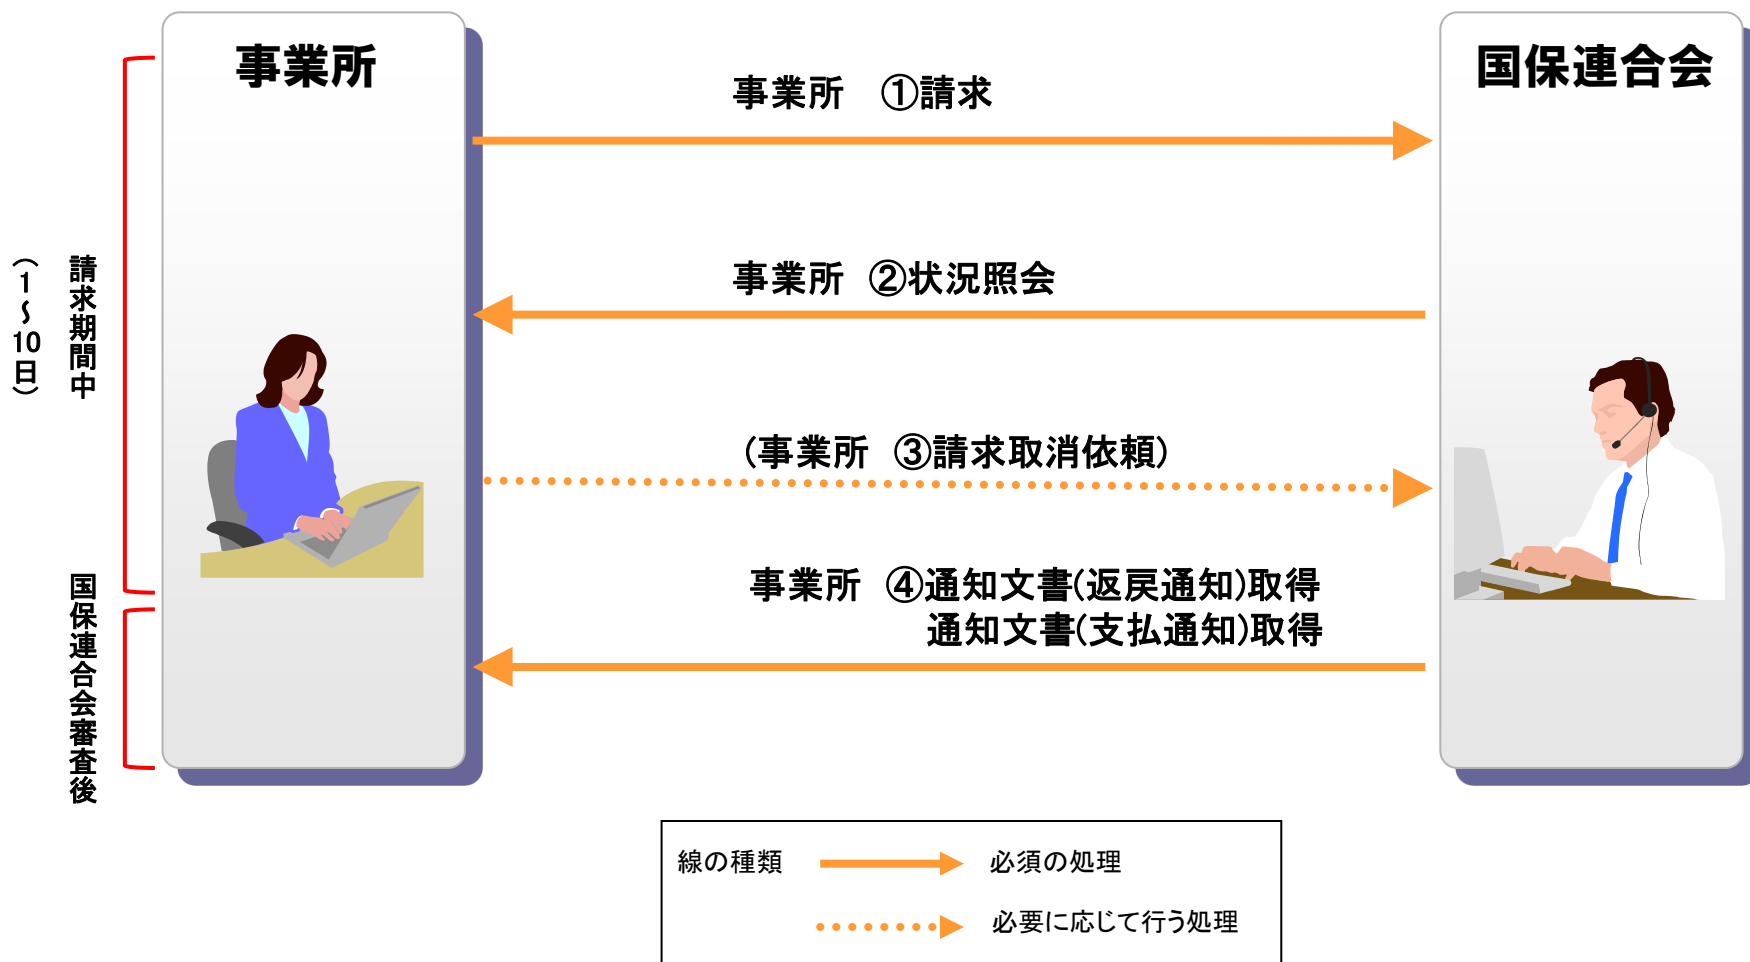 事業所
国保連合会
事業所 ①請求
事業所 ②状況照会
(事業所 ③請求取消依頼)
事業所 ④通知文書(返戻通知)取得
通知文書(支払通知)取得
請求期間中
(1~10日)
国保連合会審査後
線の種類
必須の処理
必要に応じて行う処理